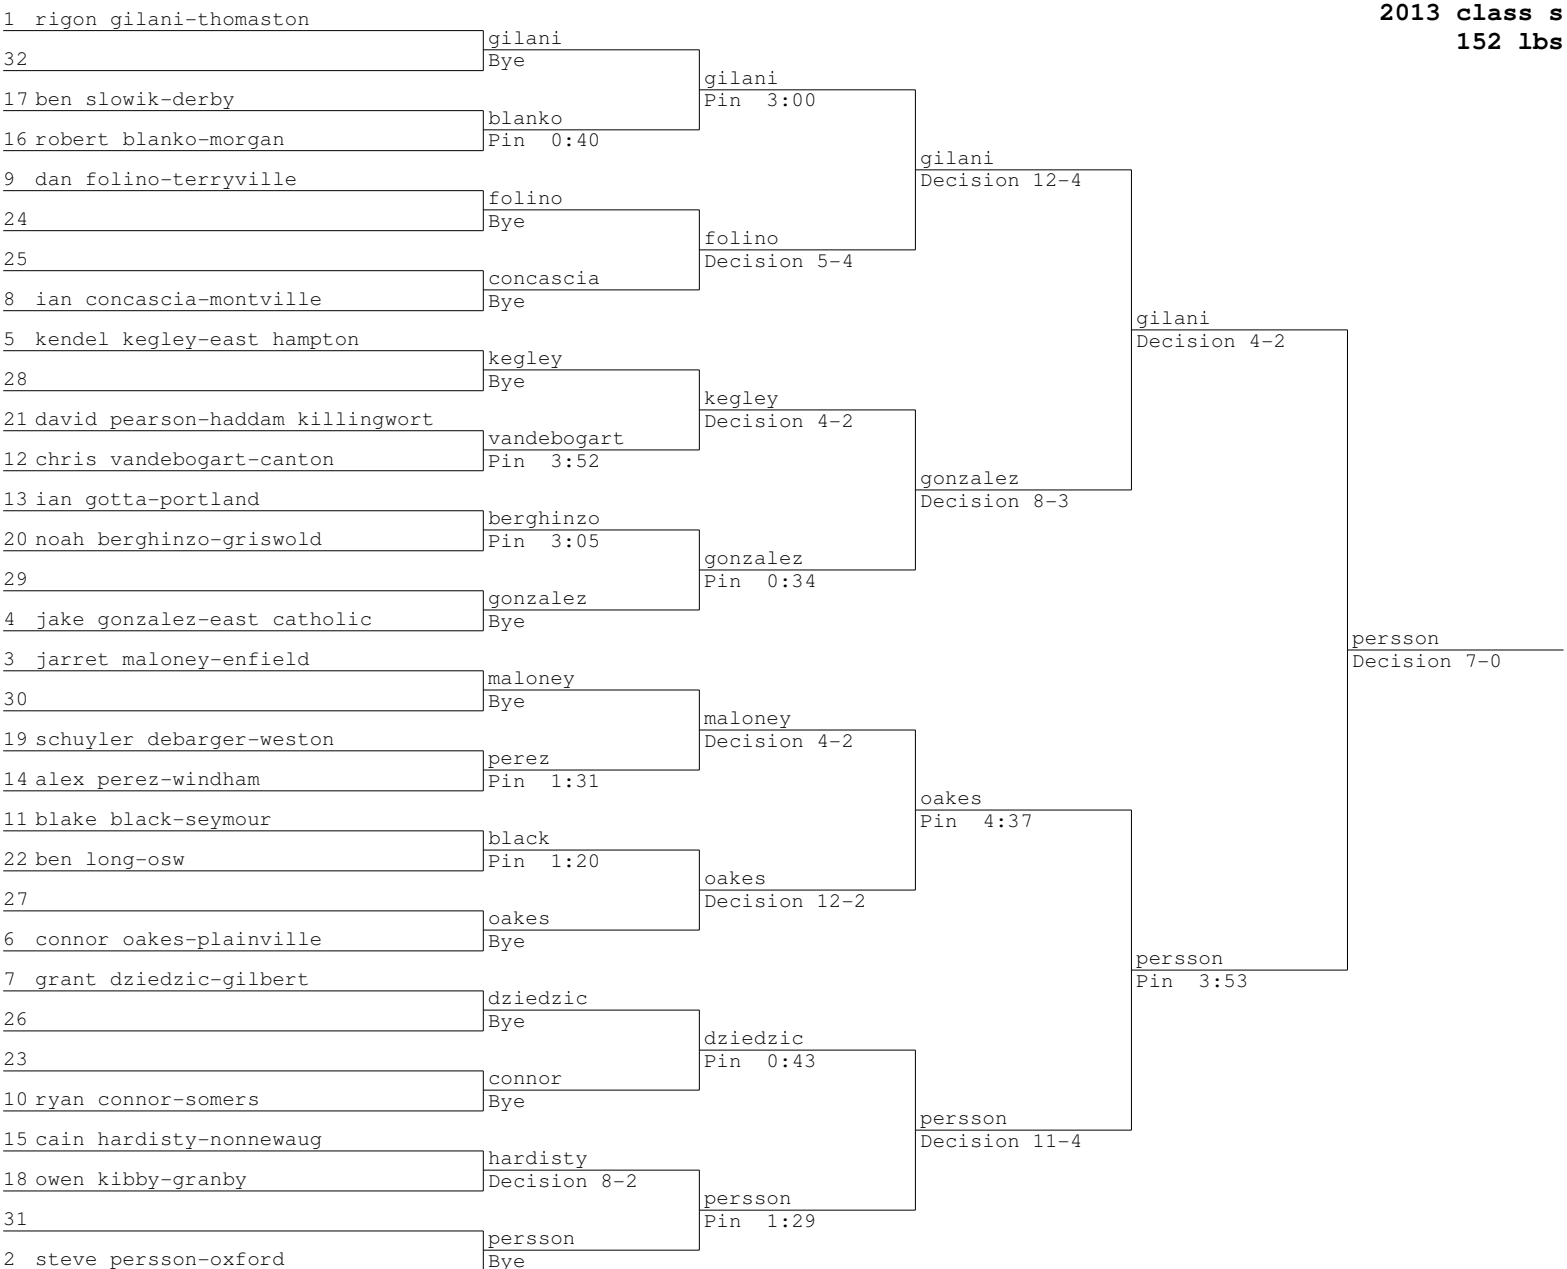 2013 class s
152 lbs
1 rigon gilani-thomaston
32
17 ben slowik-derby
16 robert blanko-morgan
9 dan folino-terryville
24
25
8 ian concascia-montville
5 kendel kegley-east hampton
28
21 david pearson-haddam killingwort
12 chris vandebogart-canton
13 ian gotta-portland
20 noah berghinzo-griswold
29
4 jake gonzalez-east catholic
3 jarret maloney-enfield
30
19 schuyler debarger-weston
14 alex perez-windham
11 blake black-seymour
22 ben long-osw
27
6 connor oakes-plainville
7 grant dziedzic-gilbert
26
23
10 ryan connor-somers
15 cain hardisty-nonnewaug
18 owen kibby-granby
31
2 steve persson-oxford
gilani
Bye
blanko
Pin 0:40
folino
Bye
concascia
Bye
kegley
Bye
vandebogart
Pin 3:52
berghinzo
Pin 3:05
gonzalez
Bye
maloney
Bye
perez
Pin 1:31
black
Pin 1:20
oakes
Bye
dziedzic
Bye
connor
Bye
hardisty
Decision 8-2
persson
Bye
gilani
Pin 3:00
folino
Decision 5-4
kegley
Decision 4-2
gonzalez
Pin 0:34
maloney
Decision 4-2
oakes
Decision 12-2
dziedzic
Pin 0:43
persson
Pin 1:29
gilani
Decision 12-4
gonzalez
Decision 8-3
oakes
Pin 4:37
persson
Decision 11-4
gilani
Decision 4-2
persson
Pin 3:53
persson
Decision 7-0